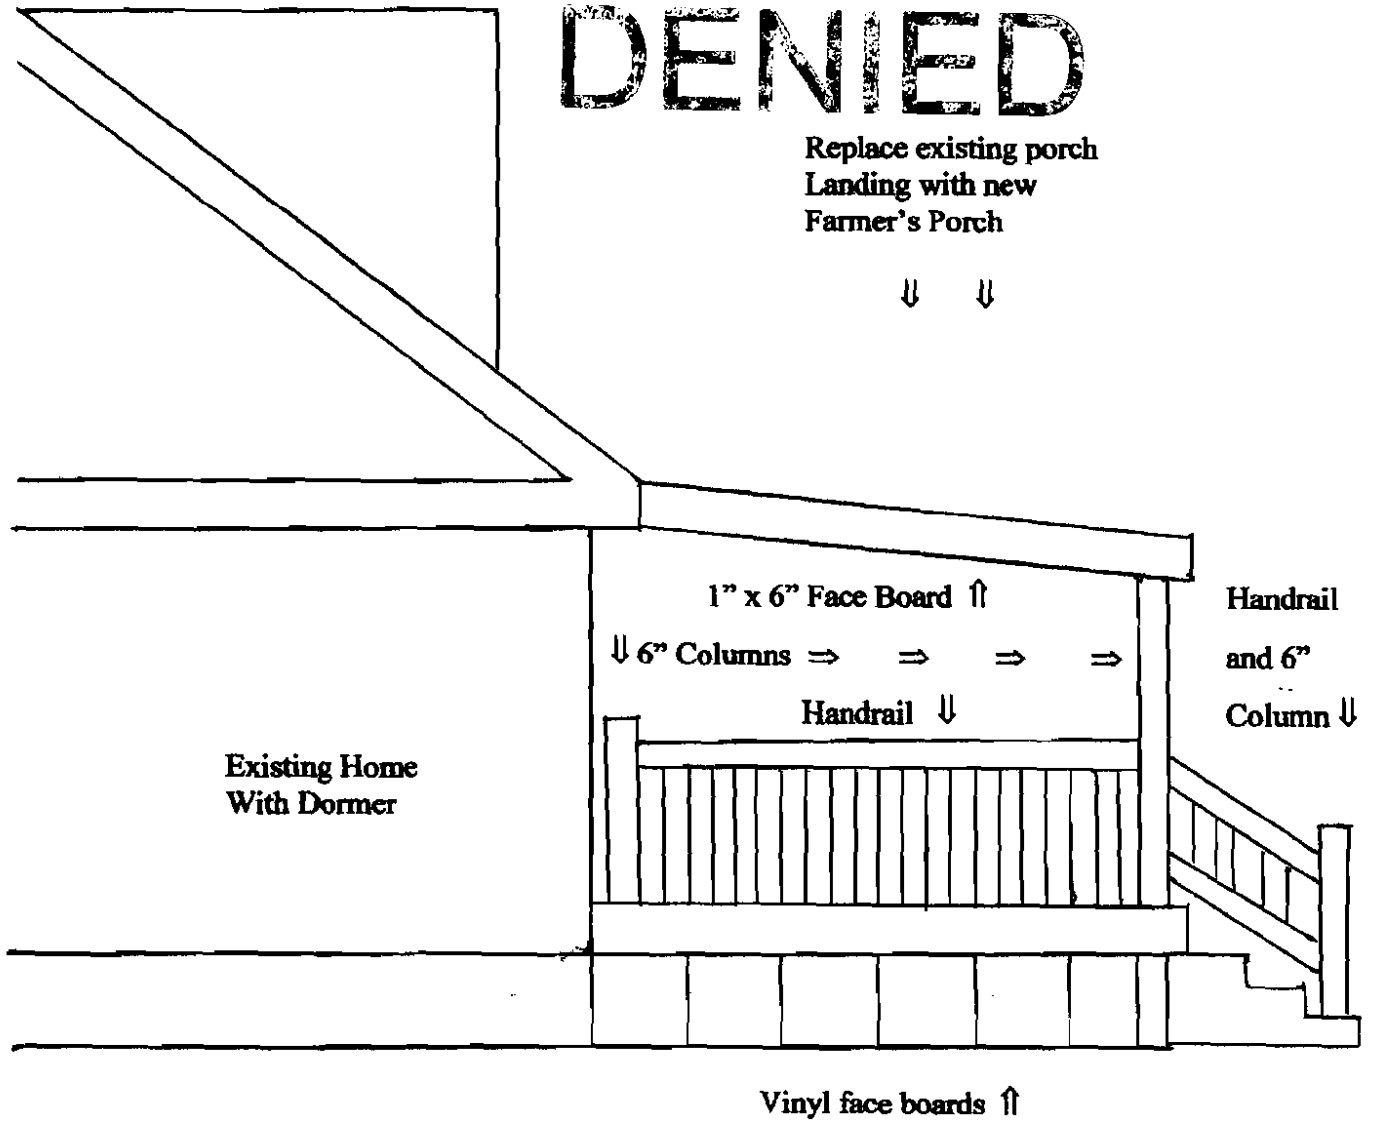 DENIED
Replace existing porch
Landing with new
Farmer's Porch
⇓ ⇓
1” x 6” Face Board ⇑
⇓ 6” Columns ⇒ ⇒ ⇒ ⇒
Handrail ⇓
Handrail
and 6”
Column ⇓
Existing Home
With Dormer
Vinyl face boards ⇑